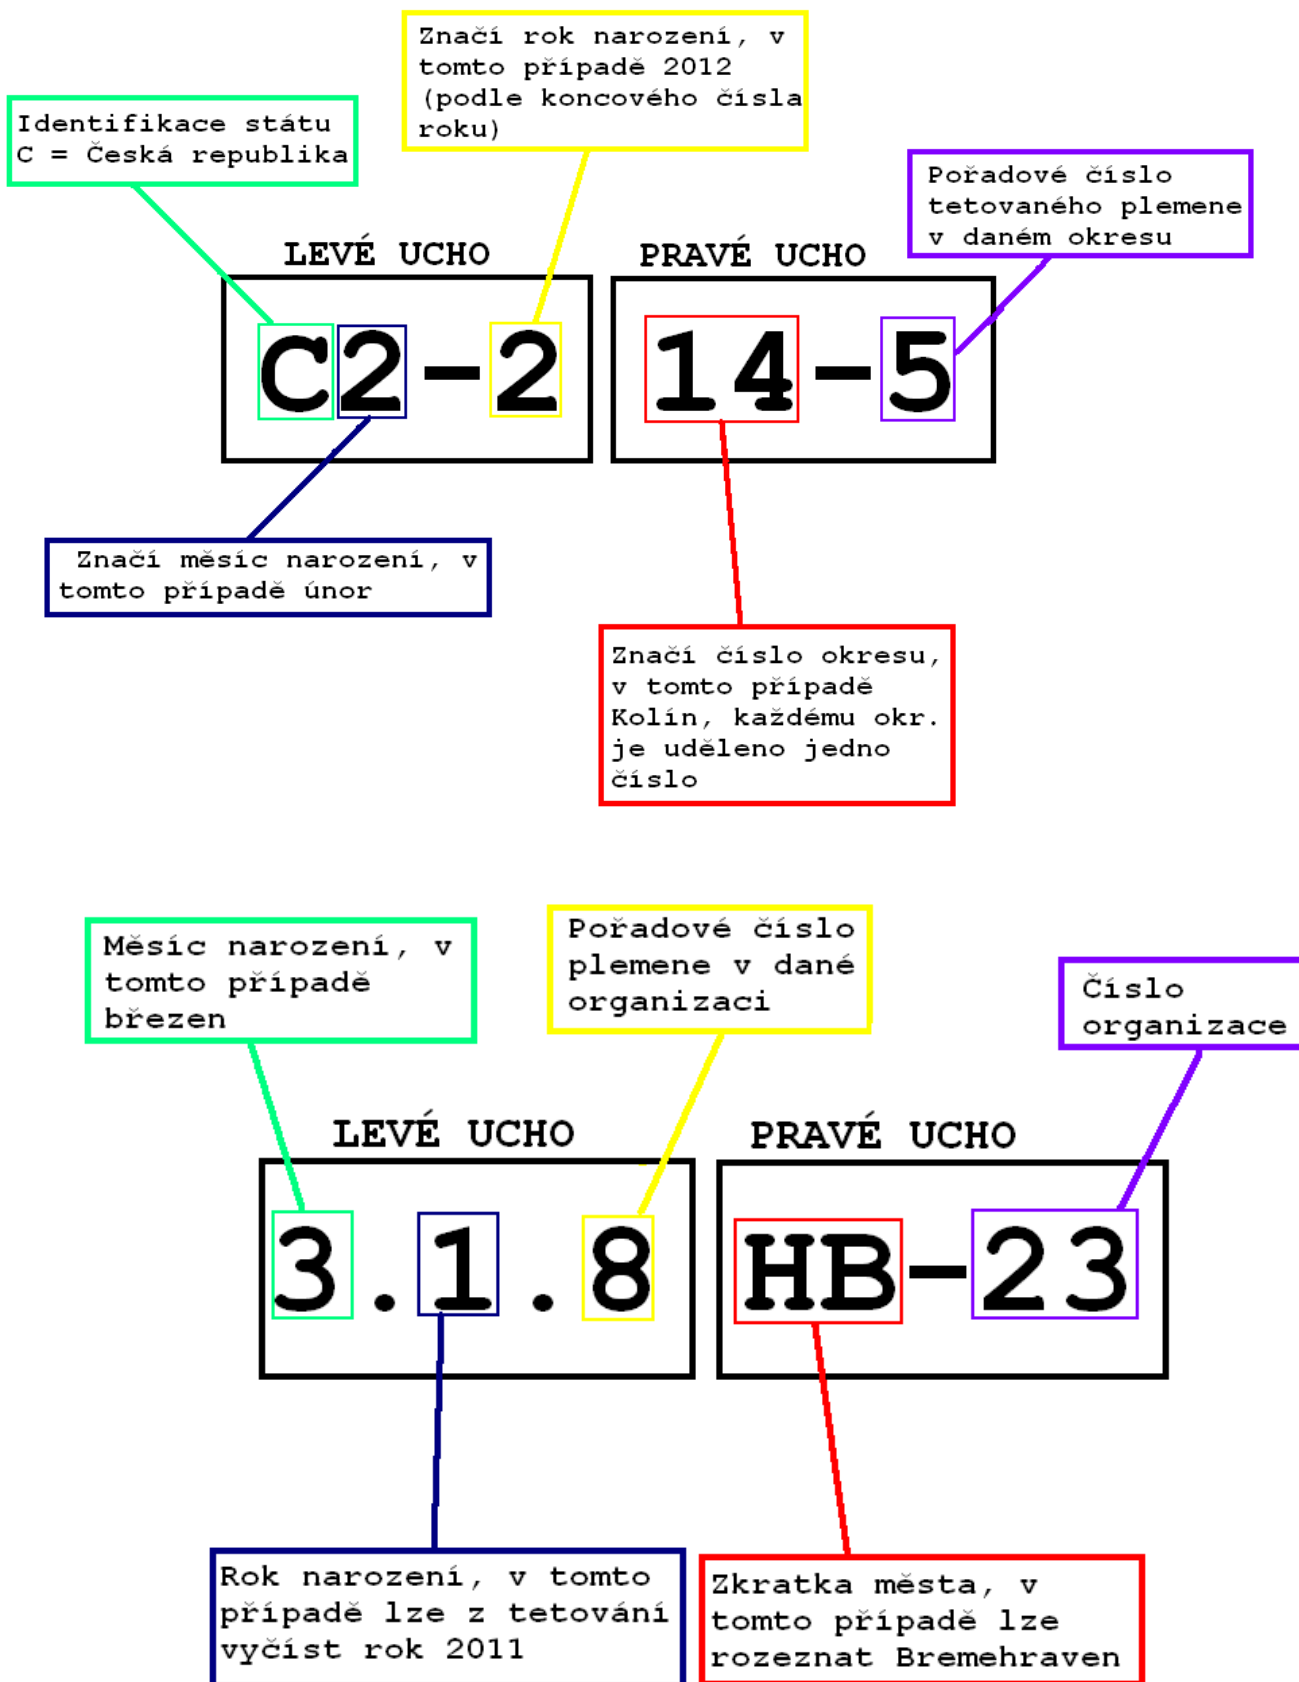 Značí rok narození, v
tomto případě 2012
(podle koncového čísla
roku)
Identifikace státu
C = Česká republika
Pořadové číslo
tetovaného plemene
v daném okresu
LEVÉ UCHO
PRAVÉ UCHO
C2-2
14-5
Značí měsíc narození, v
tomto případě únor
Značí číslo okresu,
v tomto případě
Kolín, každému okr.
je uděleno jedno
číslo
Měsíc narození, v
tomto případě
březen
Pořadové číslo
plemene v dané
organizaci
Číslo
organizace
LEVÉ UCHO
PRAVÉ UCHO
3.1.8
HB-23
Rok narození, v tomto
případě lze z tetování
vyčíst rok 2011
Zkratka města, v
tomto případě lze
rozeznat Bremehraven